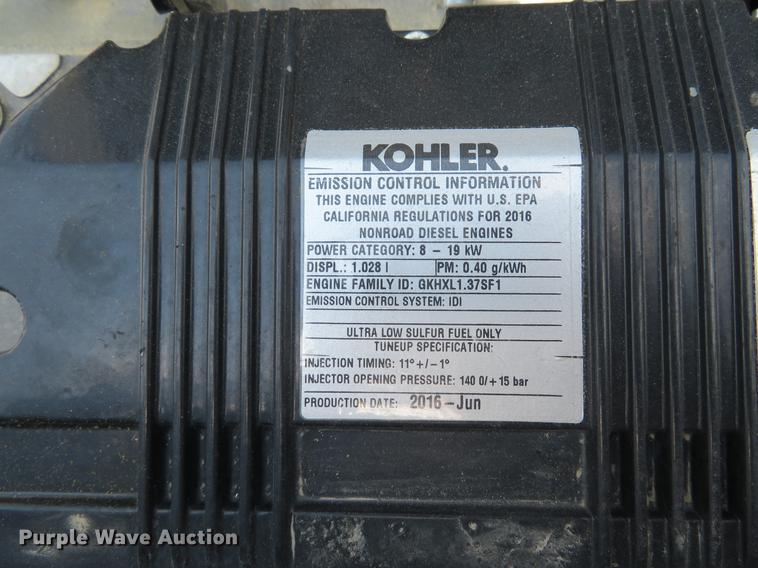 KOHLER.
EMISSION CONTROL INFORMATION
THIS ENGINE COMPLIES WITH U.S. EPA
CALIFORNIA REGULATIONS FOR 2016
NONROAD DIESEL ENGINES
POWER CATEGORY: 8 - 19 kW
DISPL.: 1.028 l PM: 0.40 g/kWh
ENGINE FAMILY ID: GKHXL1.37SF1
EMISSION CONTROL SYSTEM: IDI
ULTRA LOW SULFUR FUEL ONLY
TUNEUP SPECIFICATION:
INJECTION TIMING: 11° +/-1°
INJECTOR OPENING PRESSURE: 140 0/+15 bar
PRODUCTION DATE: 2016-Jun
Purple Wave Auction®